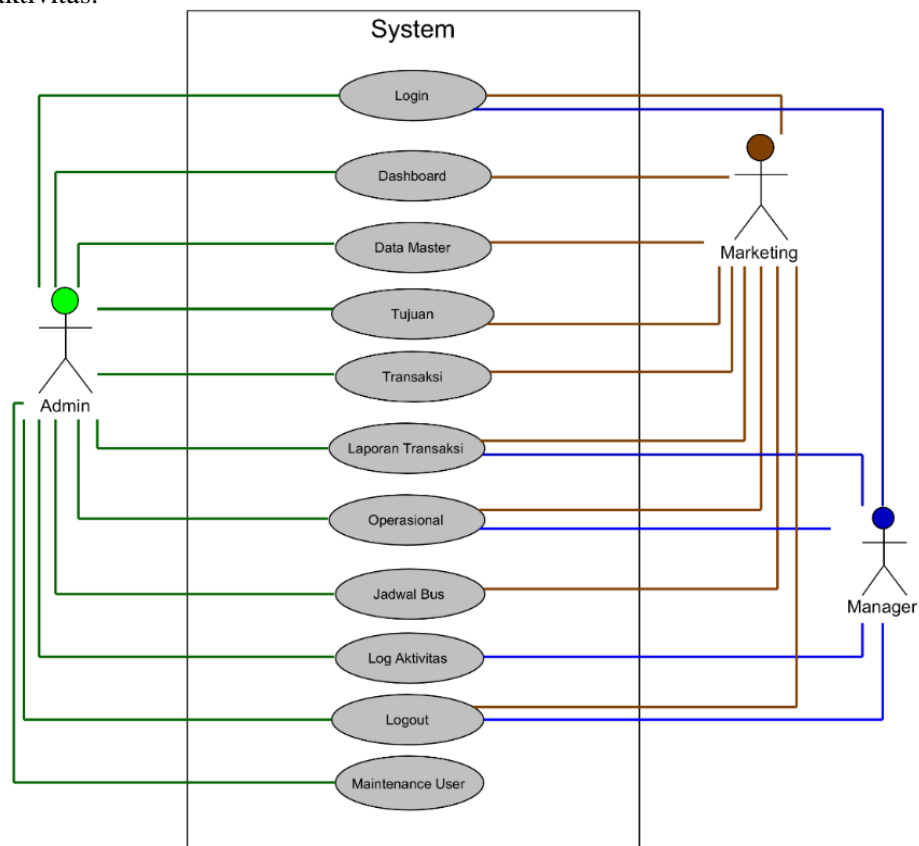 aktivitas.
System
Login
Dashboard
Data Master
Marketing
Tujuan
Transaksi
Admin
Laporan Transaksi
Operasional
Jadwal Bus
Manager
Log Aktivitas
Logout
Maintenance User